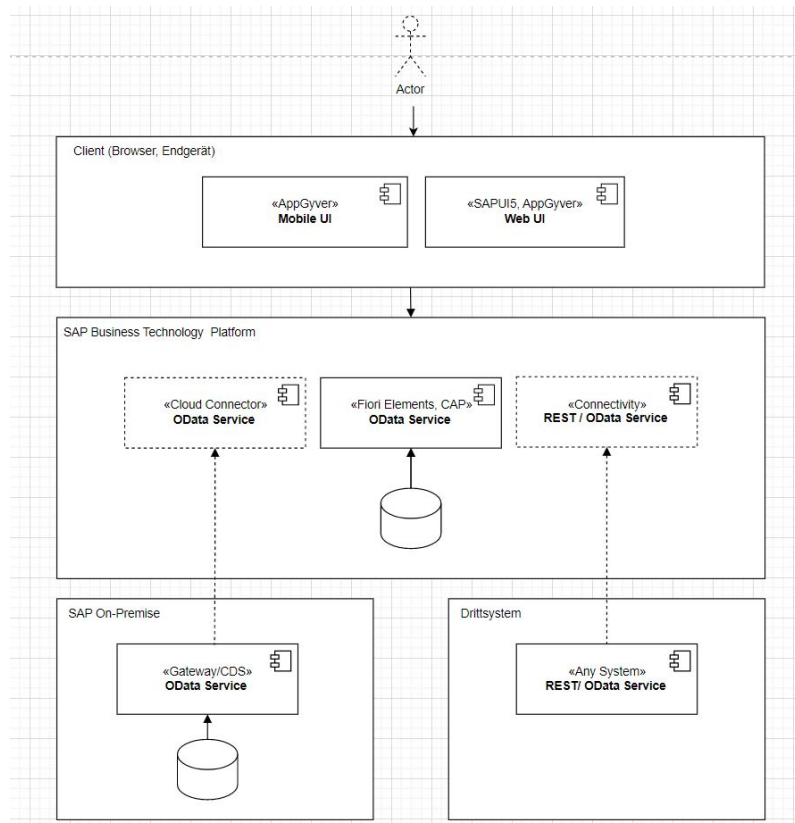 Actor
Client (Browser, Endgerät)
«AppGyver»
Mobile UI
«SAPUI5, AppGyver»
Web UI
SAP Business Technology Platform
«Cloud Connector»
OData Service
«Fiori Elements, CAP»
OData Service
«Connectivity»
REST / OData Service
SAP On-Premise
«Gateway/CDS»
OData Service
Drittsystem
«Any System»
REST/ OData Service